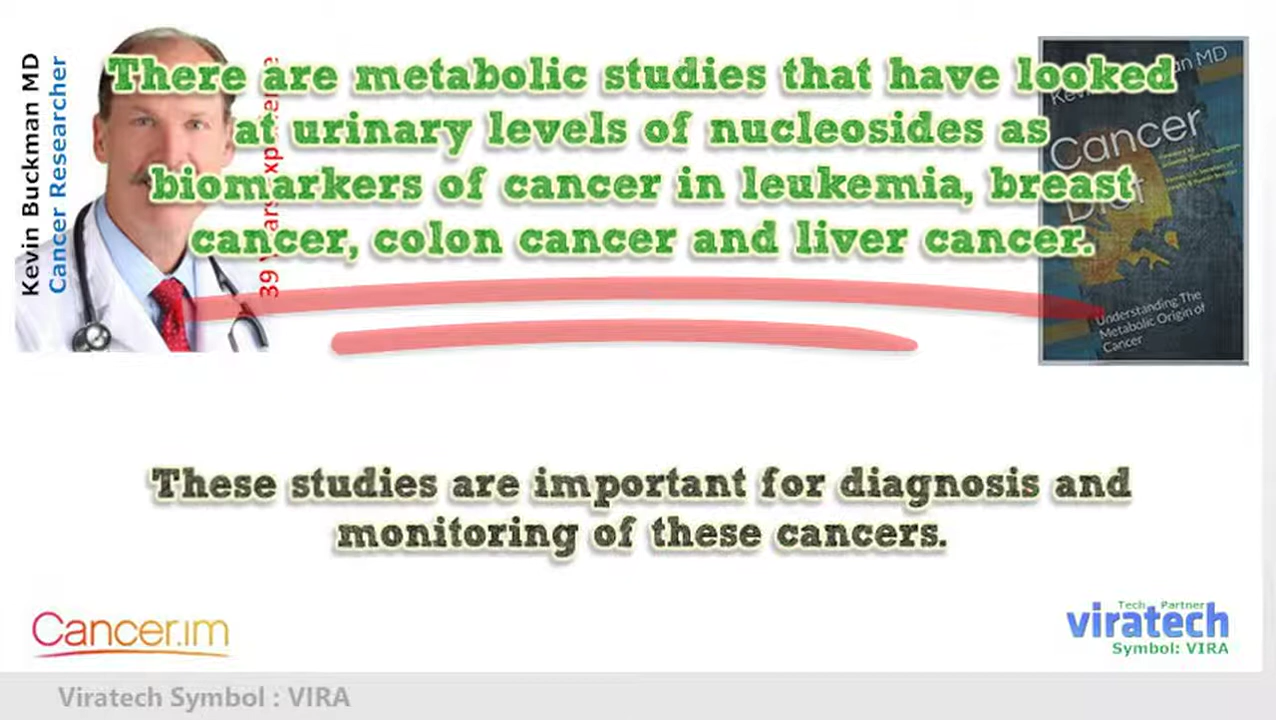 Kevin Buckman MD
Cancer Researcher
There are metabolic studies that have looked
at urinary levels of nucleosides as
biomarkers of cancer in leukemia, breast
cancer, colon cancer and liver cancer.
39
MD
Cancer
Diet
Understanding The
Metabolic Origin of
Cancer
These studies are important for diagnosis and
monitoring of these cancers.
Cancer.im
Tech Partner
viratech
Symbol: VIRA
Viratech Symbol : VIRA